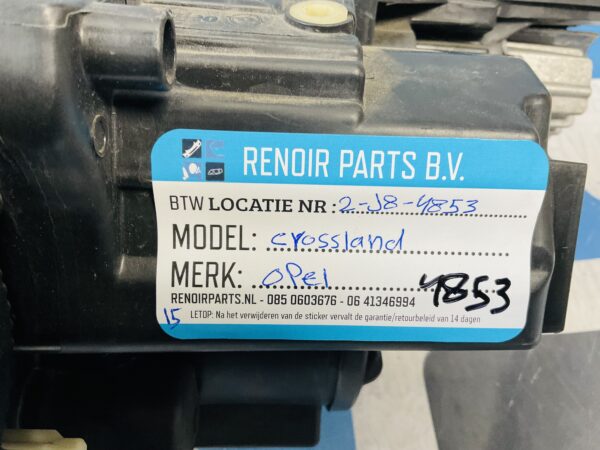 RENOIR PARTS B.V.
BTW LOCATIE NR : 2-J8-4853
MODEL: crossland
MERK: Opel
4853
RENOIRPARTS.NL - 085 0603676 - 06 41346994
15 LETOP: Na het verwijderen van de sticker vervalt de garantie/retourbeleid van 14 dagen